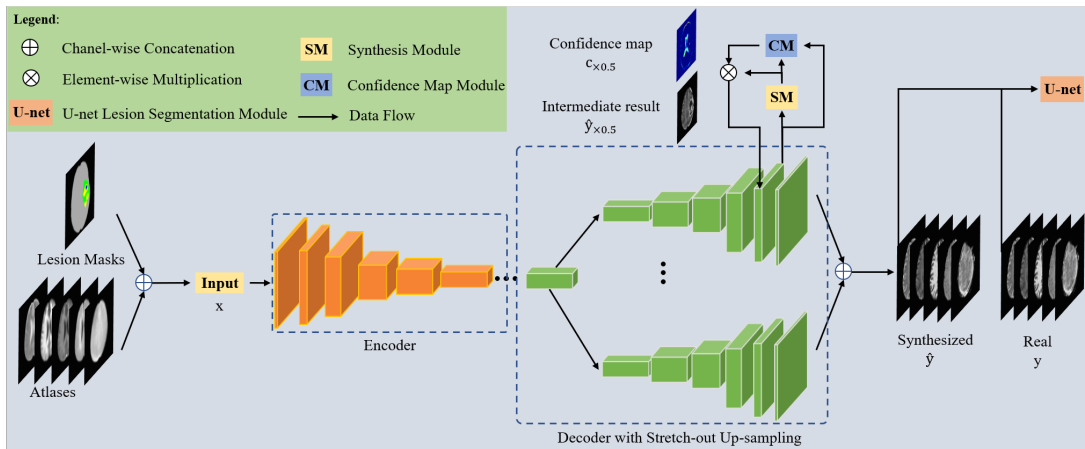 Legend:
Chanel-wise Concatenation
Element-wise Multiplication
U-net U-net Lesion Segmentation Module
SM Synthesis Module
CM Confidence Map Module
Data Flow
Confidence map
c×0.5
Intermediate result
ŷ×0.5
CM
SM
U-net
Lesion Masks
Atlases
Input
x
Encoder
Decoder with Stretch-out Up-sampling
Synthesized
ŷ
Real
y